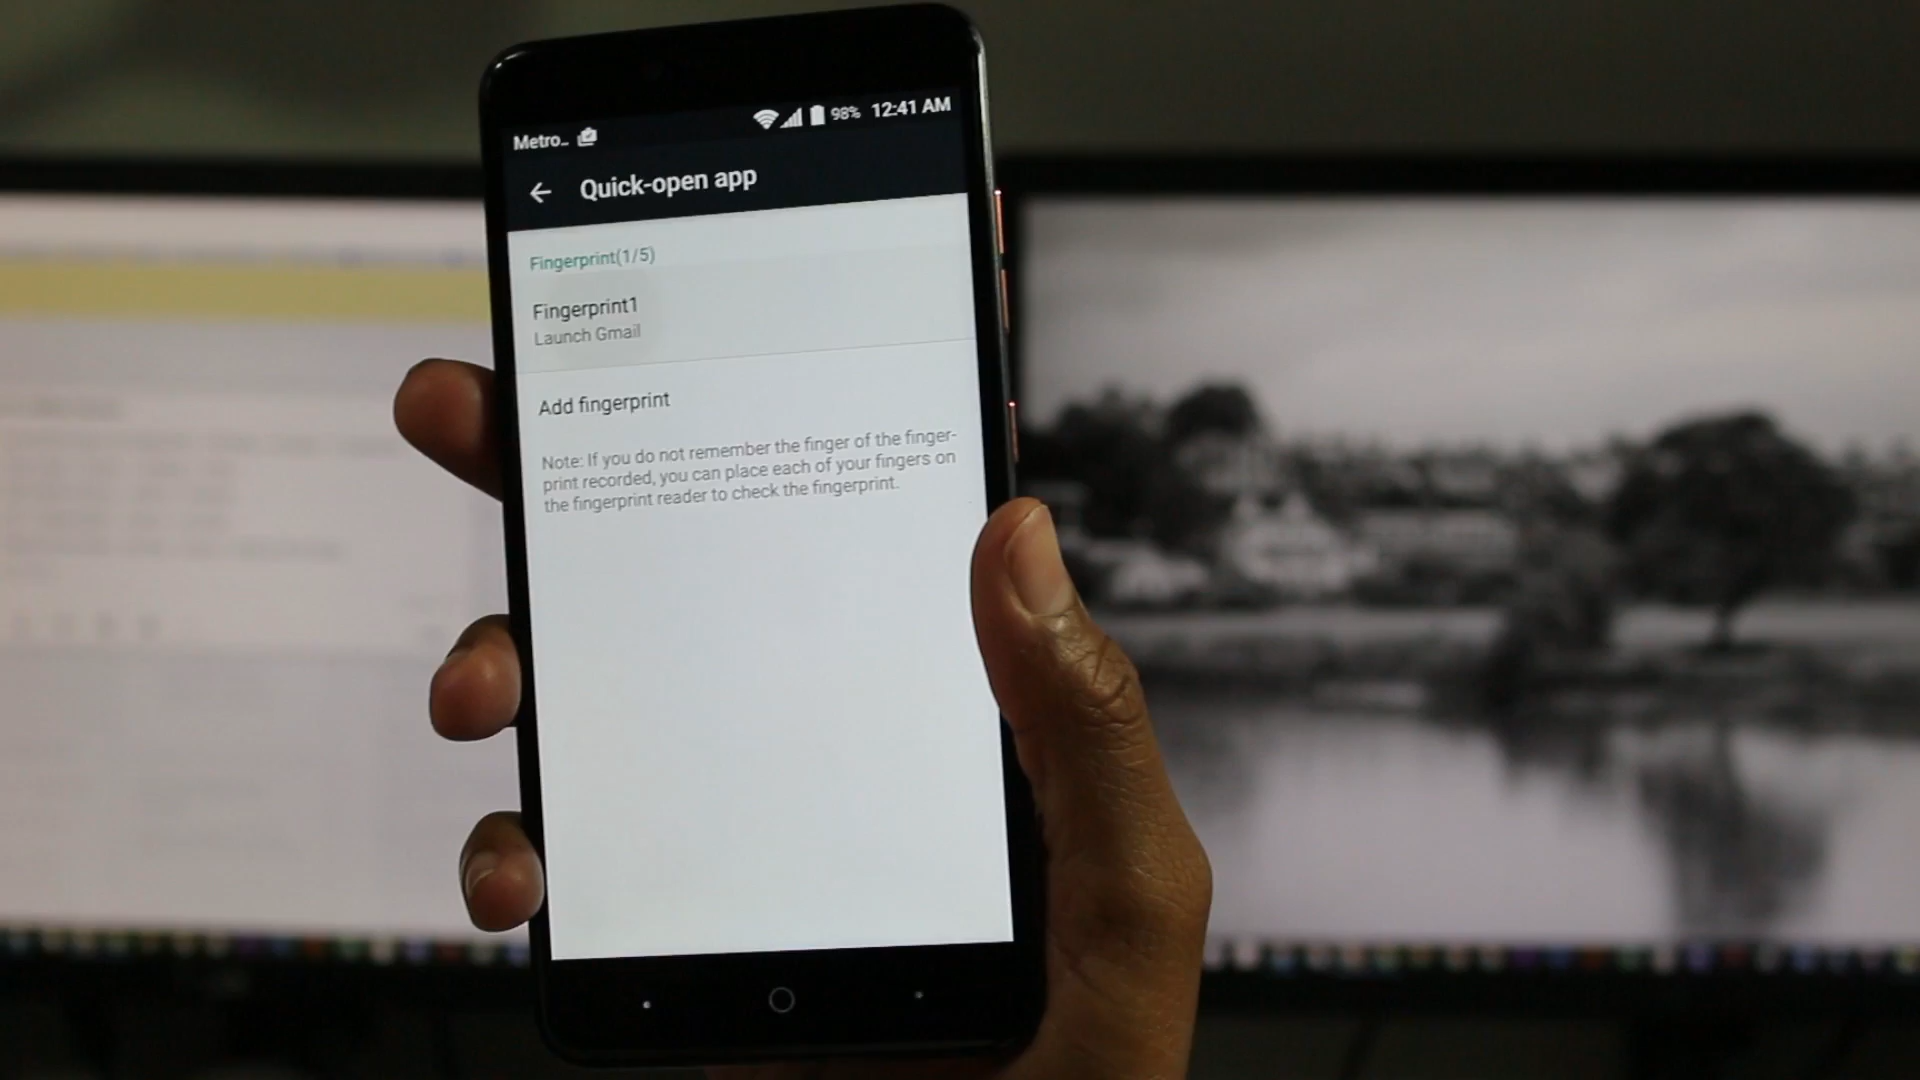 Metro..
98% 12:41 AM
Quick-open app
Fingerprint(1/5)
Fingerprint1
Launch Gmail
Add fingerprint
Note: If you do not remember the finger of the finger-
print recorded, you can place each of your fingers on
the fingerprint reader to check the fingerprint.